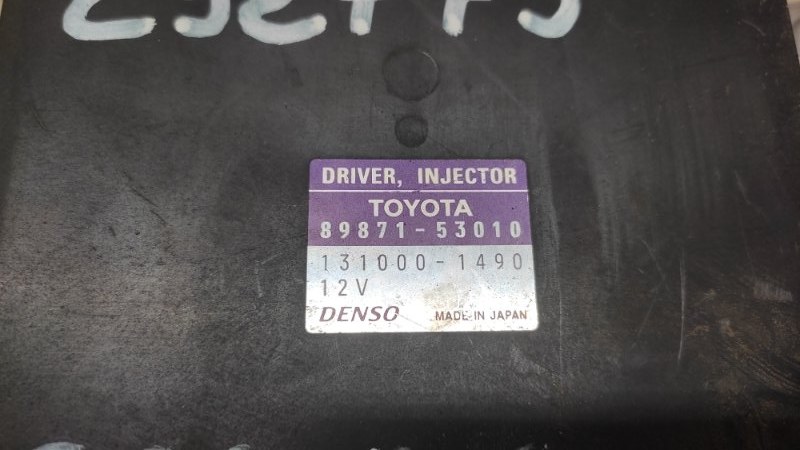 DRIVER, INJECTOR
TOYOTA
89871-53010
131000-1490
12V
DENSO MADE IN JAPAN